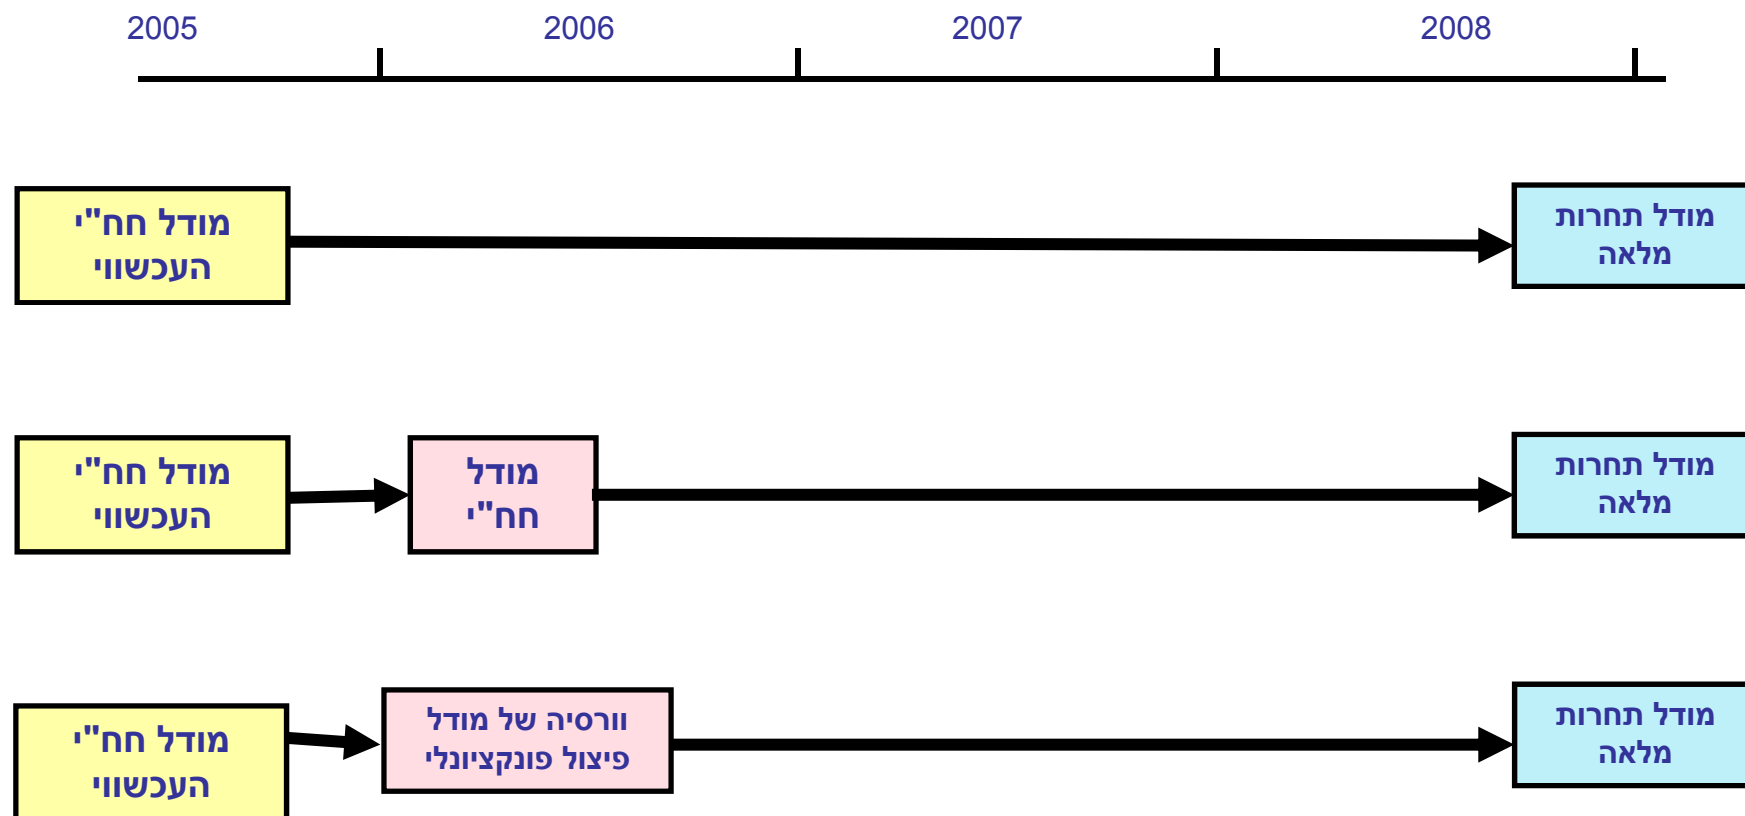 2005 2006 2007 2008
מודל חח"י
העכשווי
מודל תחרות
מלאה
מודל חח"י
העכשווי
מודל
חח"י
מודל תחרות
מלאה
מודל חח"י
העכשווי
וורסיה של מודל
פיצול פונקציונלי
מודל תחרות
מלאה